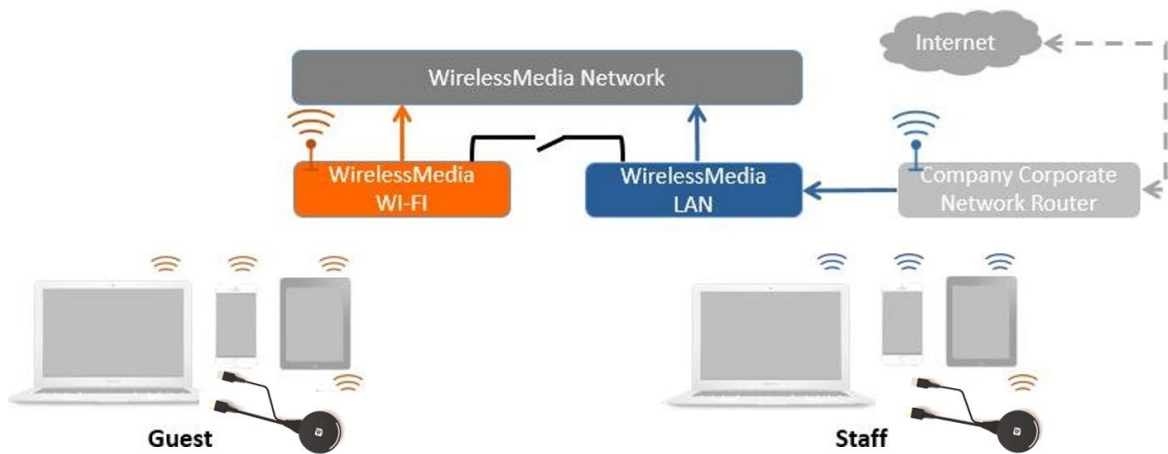 Internet
WirelessMedia Network
WirelessMedia
WI-FI
WirelessMedia
LAN
Company Corporate
Network Router
Guest
Staff